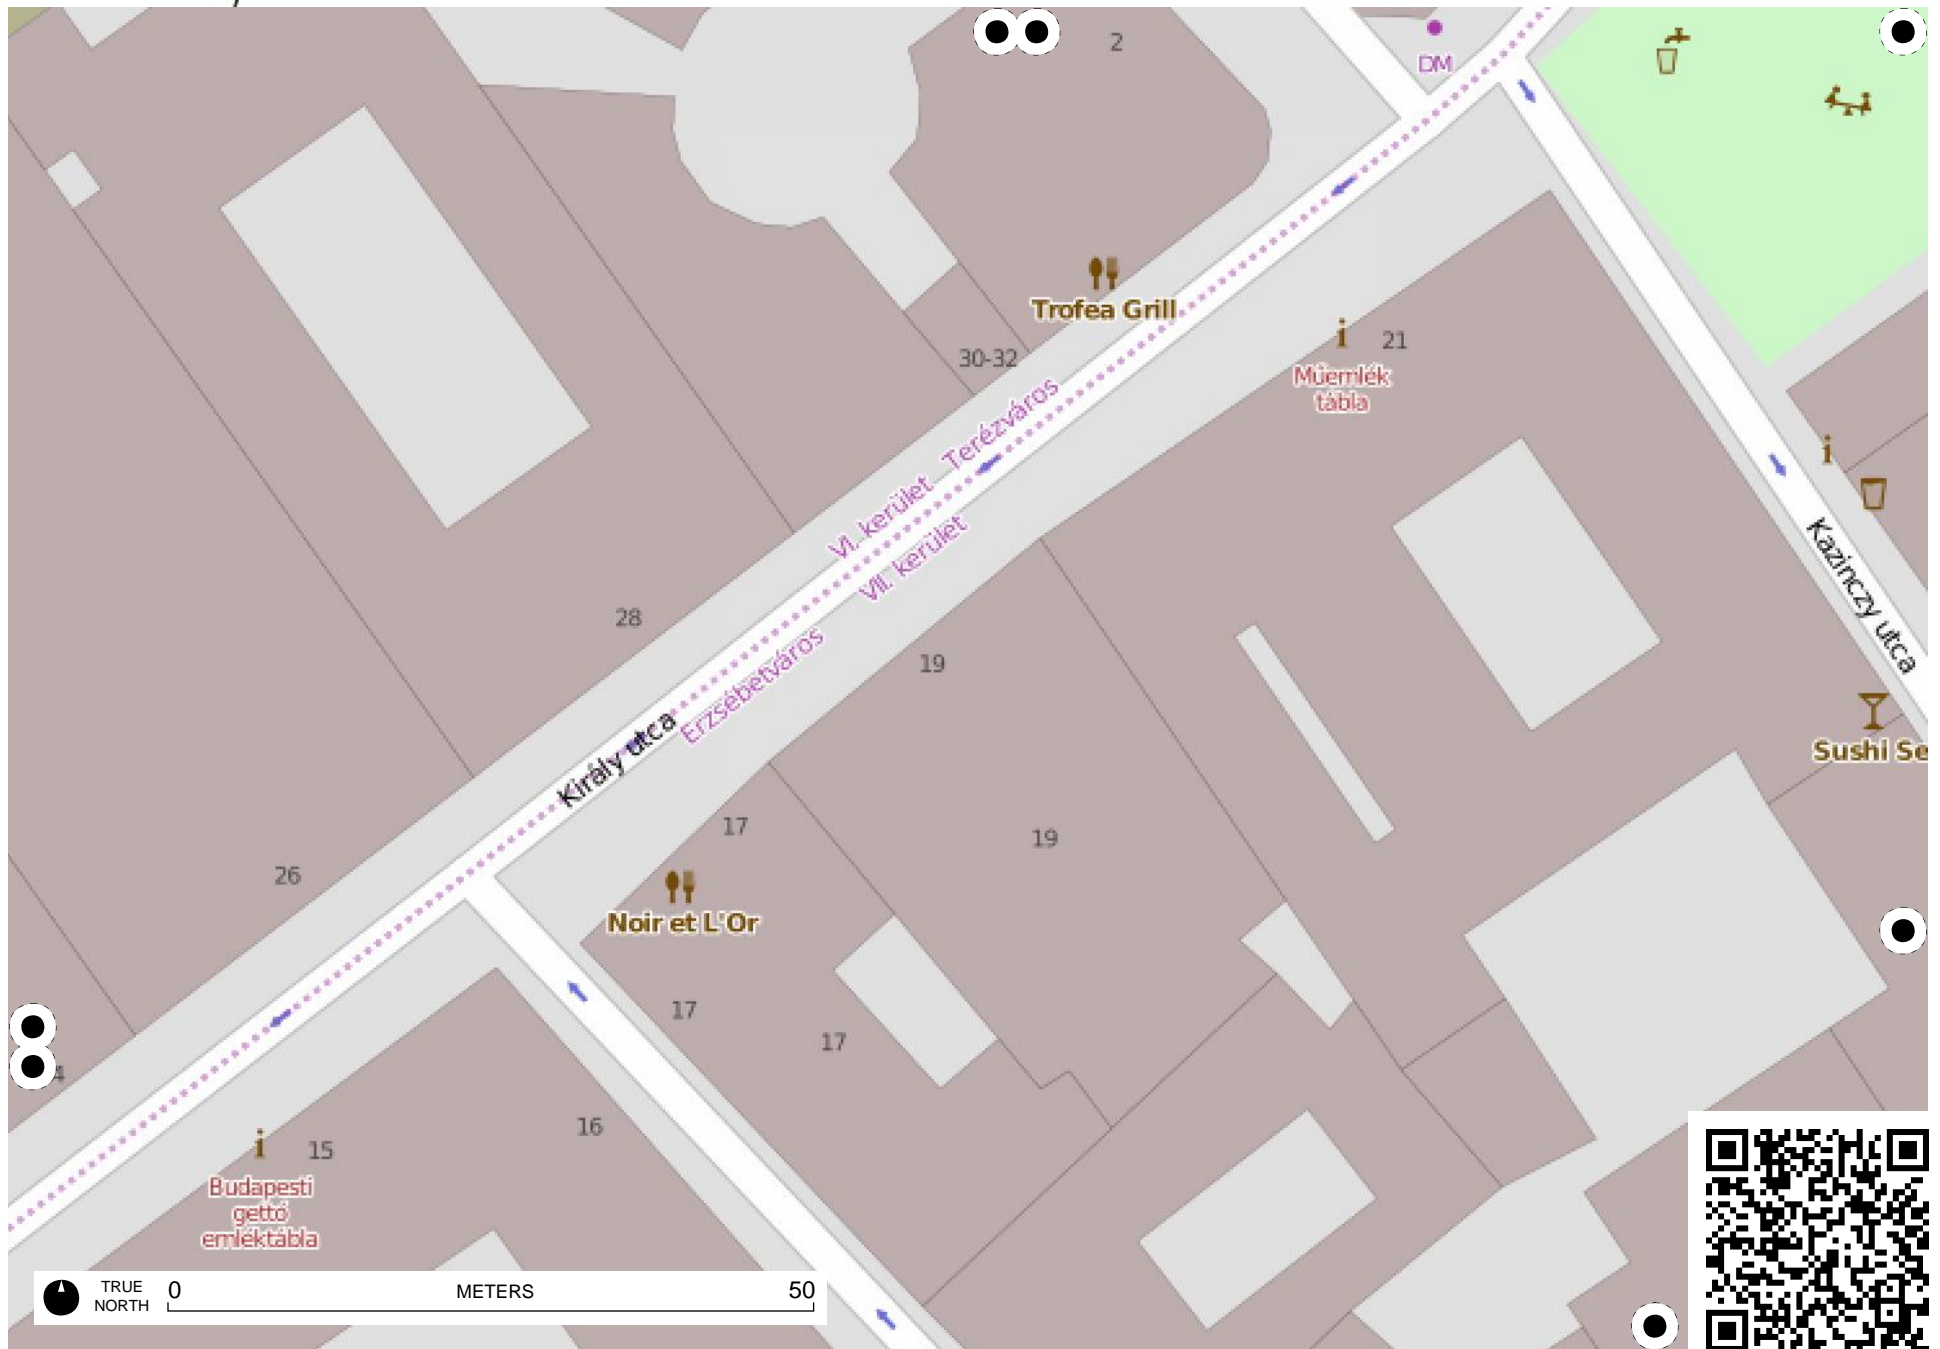 2
DM
Trofea Grill
30-32
21
Műemlék
tábla
VI. kerület Terézváros
VII. kerület
Erzsébetváros
28
19
Király utca
Kazinczy utca
Sushi Se
17
19
26
Noir et L'Or
17
17
4
16
15
Budapesti
gettó
emléktábla
TRUE
NORTH
0
METERS
50